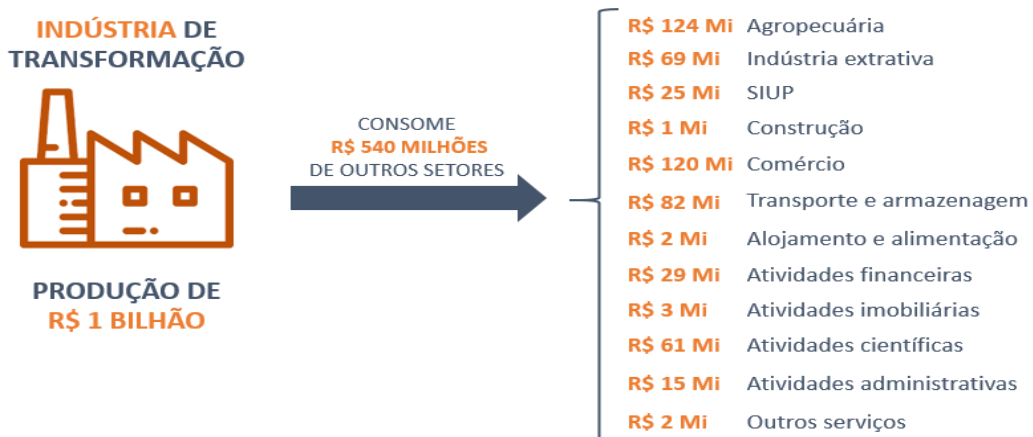 INDÚSTRIA DE
TRANSFORMAÇÃO
PRODUÇÃO DE
R$ 1 BILHÃO
CONSOME
R$ 540 MILHÕES
DE OUTROS SETORES
R$ 124 Mi Agropecuária
R$ 69 Mi Indústria extrativa
R$ 25 Mi SIUP
R$ 1 Mi Construção
R$ 120 Mi Comércio
R$ 82 Mi Transporte e armazenagem
R$ 2 Mi Alojamento e alimentação
R$ 29 Mi Atividades financeiras
R$ 3 Mi Atividades imobiliárias
R$ 61 Mi Atividades científicas
R$ 15 Mi Atividades administrativas
R$ 2 Mi Outros serviços